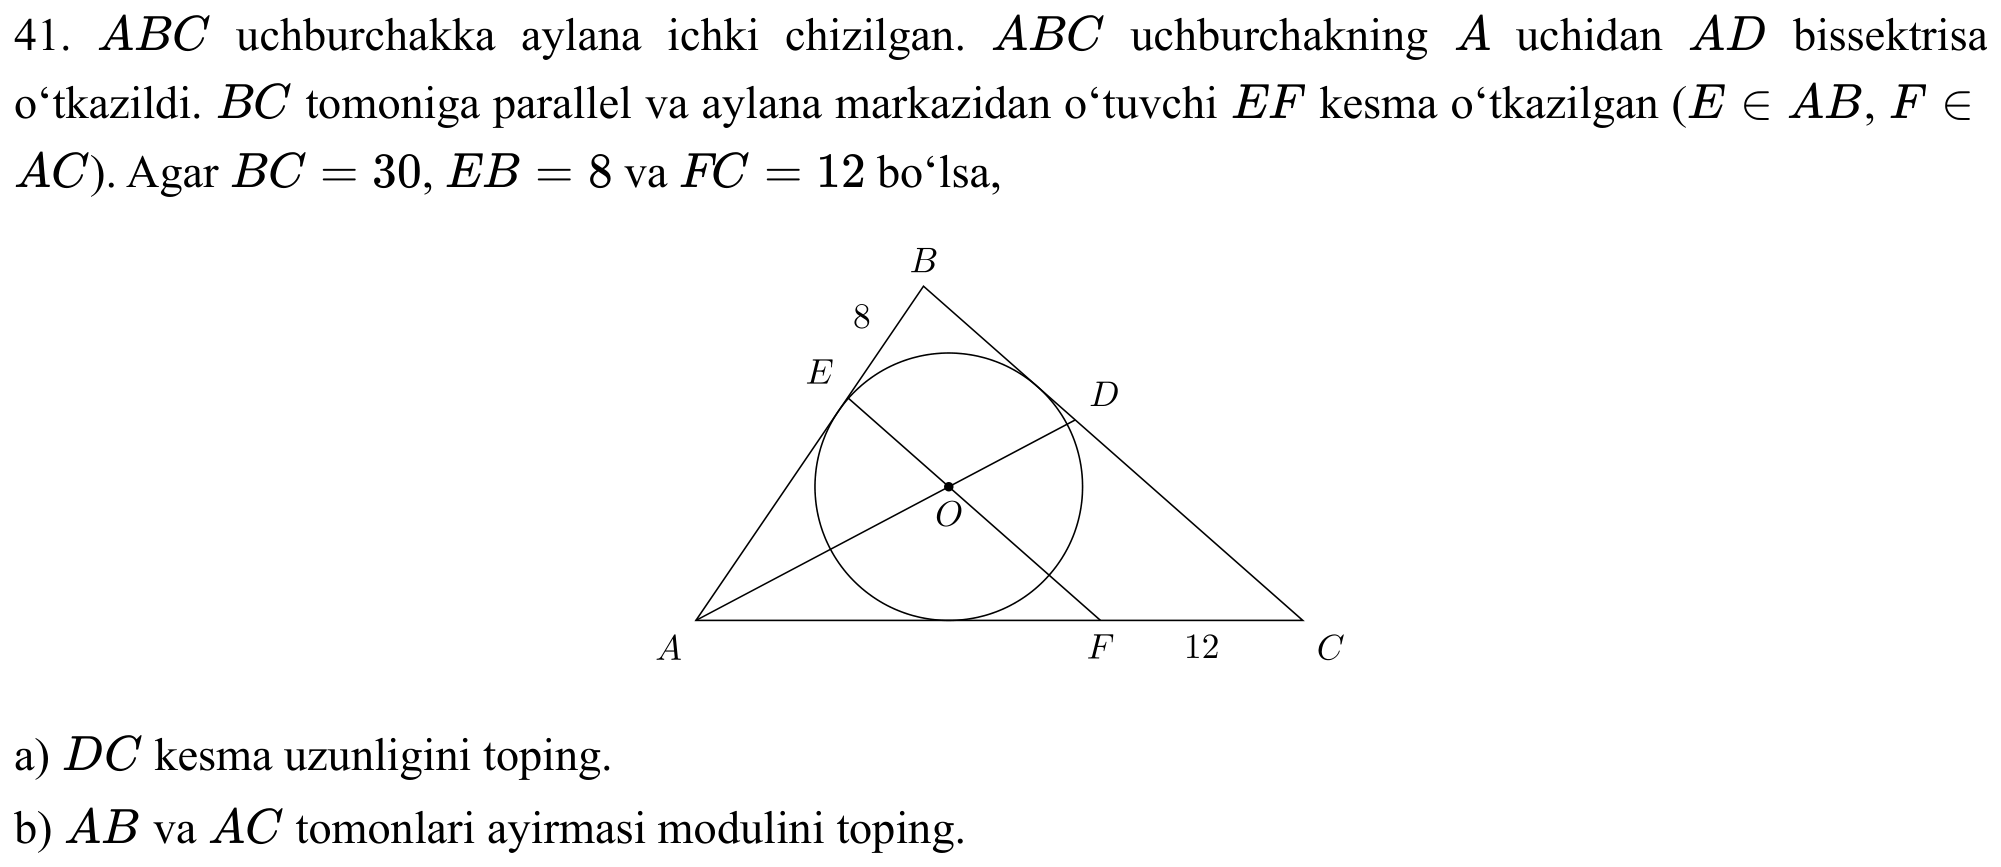 41. ABC uchburchakka aylana ichki chizilgan. ABC uchburchakning A uchidan AD bissektrisa
o‘tkazildi. BC tomoniga parallel va aylana markazidan o‘tuvchi EF kesma o‘tkazilgan (E ∈ AB, F ∈
AC). Agar BC = 30, EB = 8 va FC = 12 bo‘lsa,
B
8
E
D
O
A
F
12
C
a) DC kesma uzunligini toping.
b) AB va AC tomonlari ayirmasi modulini toping.